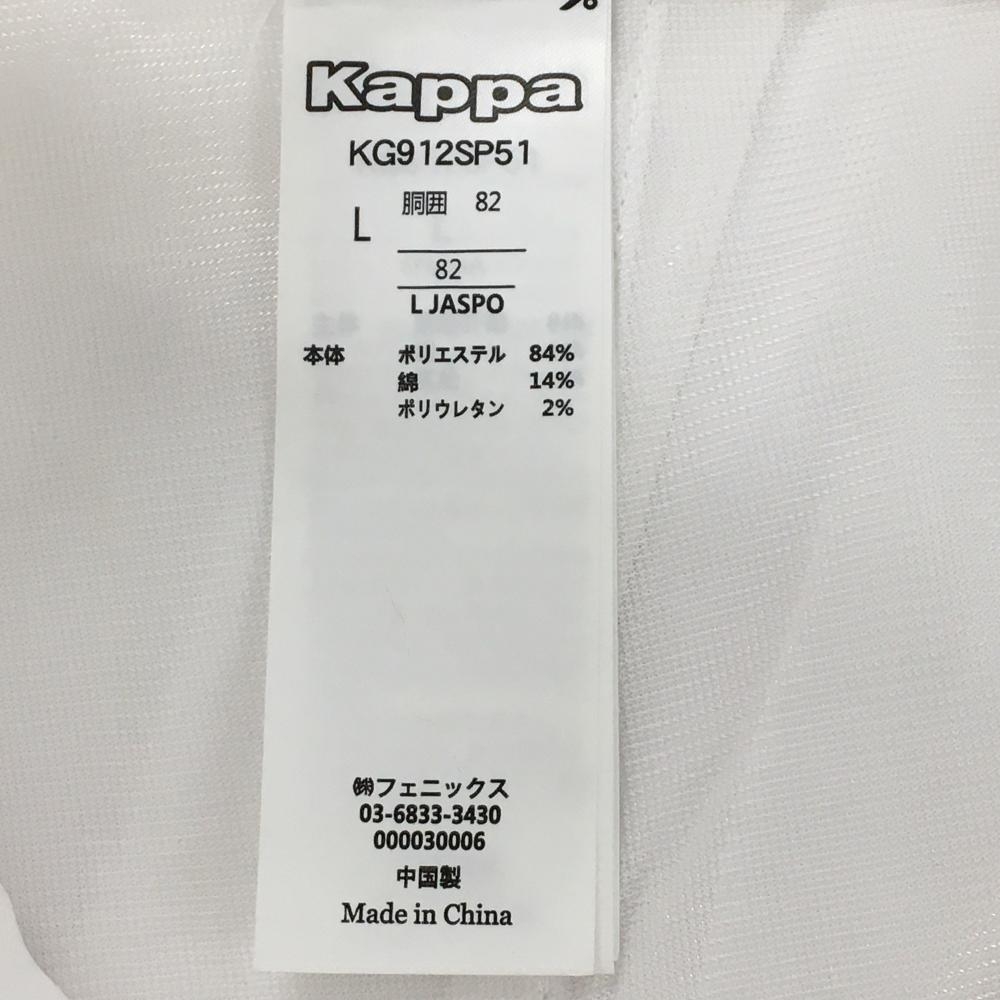 Kappa
KG912SP51
L 胴囲 82
82
L JASPO
本体 ポリエステル 84%
綿 14%
ポリウレタン 2%
㈱フェニックス
03-6833-3430
000030006
中国製
Made in China